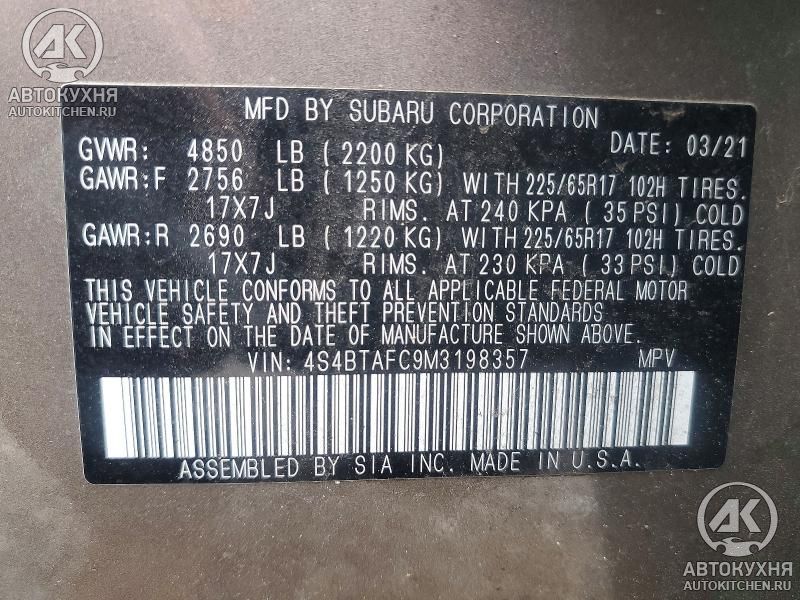 АК
АВТОКУХНЯ
AUTOKITCHEN.RU
MFD BY SUBARU CORPORATION
GVWR: 4850 LB ( 2200 KG) DATE: 03/21
GAWR:F 2756 LB ( 1250 KG) WITH 225/65R17 102H TIRES.
17X7J RIMS. AT 240 KPA ( 35 PSI) COLD
GAWR:R 2690 LB ( 1220 KG) WITH 225/65R17 102H TIRES.
17X7J RIMS. AT 230 KPA ( 33 PSI) COLD
THIS VEHICLE CONFORMS TO ALL APPLICABLE FEDERAL MOTOR
VEHICLE SAFETY AND THEFT PREVENTION STANDARDS
IN EFFECT ON THE DATE OF MANUFACTURE SHOWN ABOVE.
VIN: 4S4BTAFC9M3198357 MPV
ASSEMBLED BY SIA INC. MADE IN U.S.A.
АК
АВТОКУХНЯ
AUTOKITCHEN.RU